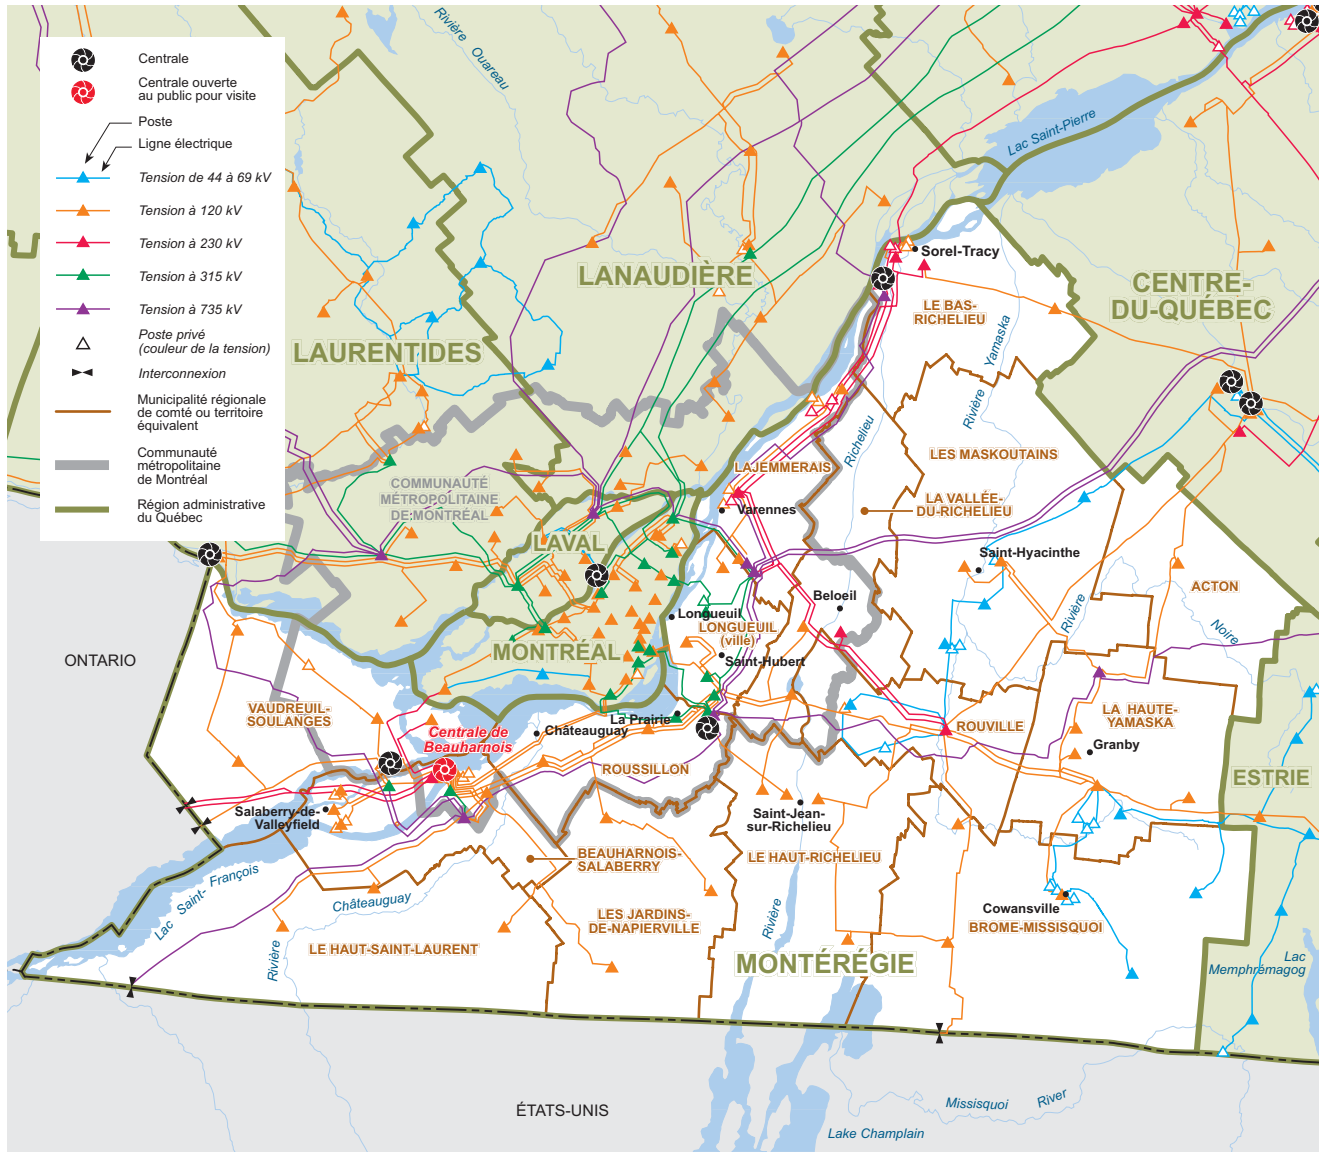 Centrale
Centrale ouverte
au public pour visite
Poste
Ligne électrique
Tension de 44 à 69 kV
Tension à 120 kV
Tension à 230 kV
Tension à 315 kV
Tension à 735 kV
Poste privé
(couleur de la tension)
Interconnexion
Municipalité régionale
de comté ou territoire
équivalent
Communauté
métropolitaine
de Montréal
Région administrative
du Québec
Rivière
Ouareau
Lac Saint-Pierre
LANAUDIÈRE
LAURENTIDES
CENTRE-
DU-QUÉBEC
Sorel-Tracy
LE BAS-
RICHELIEU
Rivière
Yamaska
Richelieu
LES MASKOUTAINS
LAJEMMERAIS
COMMUNAUTÉ
MÉTROPOLITAINE
DE MONTRÉAL
LA VALLÉE-
DU-RICHELIEU
Varennes
LAVAL
Saint-Hyacinthe
ACTON
Beloeil
Longueuil
LONGUEUIL
(ville)
Rivière
Noire
MONTRÉAL
Saint-Hubert
ONTARIO
VAUDREUIL-
SOULANGES
La Prairie
Châteauguay
Centrale de
Beauharnois
ROUVILLE
LA HAUTE-
YAMASKA
Granby
ROUSSILLON
ESTRIE
Salaberry-de-
Valleyfield
Saint-Jean-
sur-Richelieu
LE HAUT-RICHELIEU
BEAUHARNOIS-
SALABERRY
Lac Saint- François
Châteauguay
Rivière
LES JARDINS-
DE-NAPIERVILLE
Rivière
Cowansville
BROME-MISSISQUOI
LE HAUT-SAINT-LAURENT
MONTÉRÉGIE
Lac
Memphrémagog
ÉTATS-UNIS
Missisquoi
River
Lake Champlain